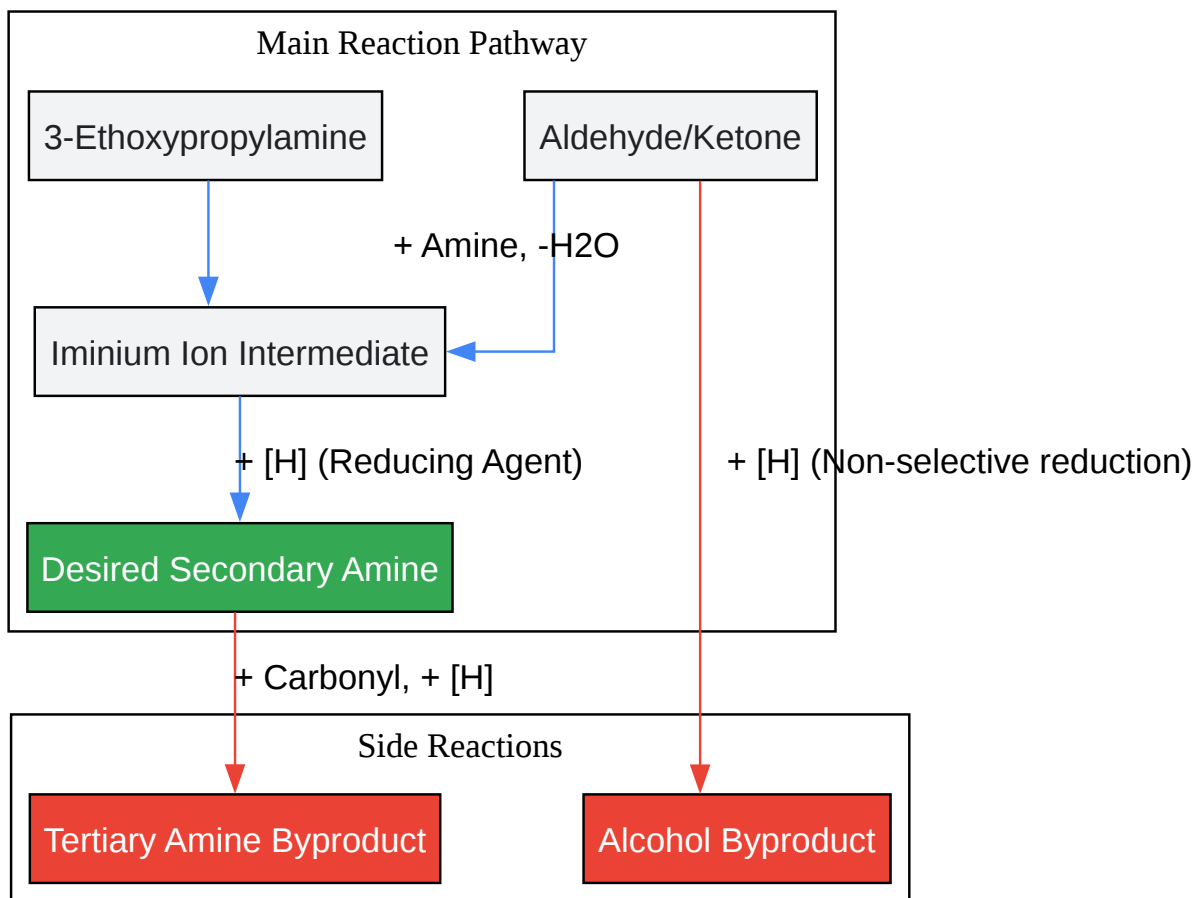 Main Reaction Pathway
3-Ethoxypropylamine
Aldehyde/Ketone
+ Amine, -H2O
Iminium Ion Intermediate
+ [H] (Reducing Agent)
+ [H] (Non-selective reduction)
Desired Secondary Amine
+ Carbonyl, + [H]
Side Reactions
Tertiary Amine Byproduct
Alcohol Byproduct